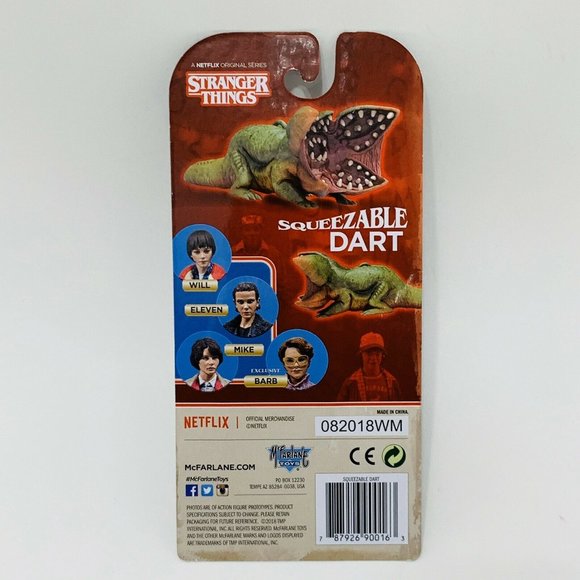 A NETFLIX ORIGINAL SERIES
STRANGER
THINGS
SQUEEZABLE
DART
WILL
ELEVEN
MIKE
EXCLUSIVE
BARB
MADE IN CHINA.
NETFLIX
OFFICIAL MERCHANDISE
©NETFLIX
082018WM
McFARLANE.COM
#McFarlaneToys
McFARLANE
TOYS
PO BOX 12230
TEMPE AZ 85284-0038, USA
CE
SQUEEZABLE DART
PHOTOS ARE OF ACTION FIGURE PROTOTYPES. PRODUCT
SPECIFICATIONS SUBJECT TO CHANGE. PLEASE RETAIN
PACKAGING FOR FUTURE REFERENCE. ©2018 TMP
INTERNATIONAL, INC. ALL RIGHTS RESERVED. McFARLANE TOYS
AND THE OTHER McFARLANE MARKS AND LOGOS DISPLAYED
ART TRADEMARKS OF TMP INTERNATIONAL, INC.
7 87926 90016 3